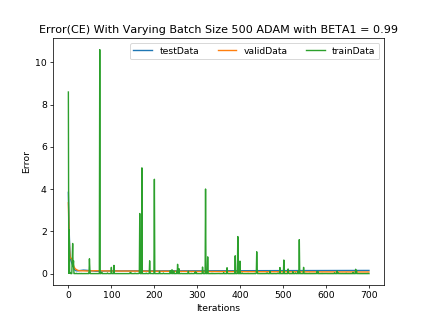 Error(CE) With Varying Batch Size 500 ADAM with BETA1 = 0.99
testData validData trainData
10
8
6
4
2
0
Error
0 100 200 300 400 500 600 700
Iterations